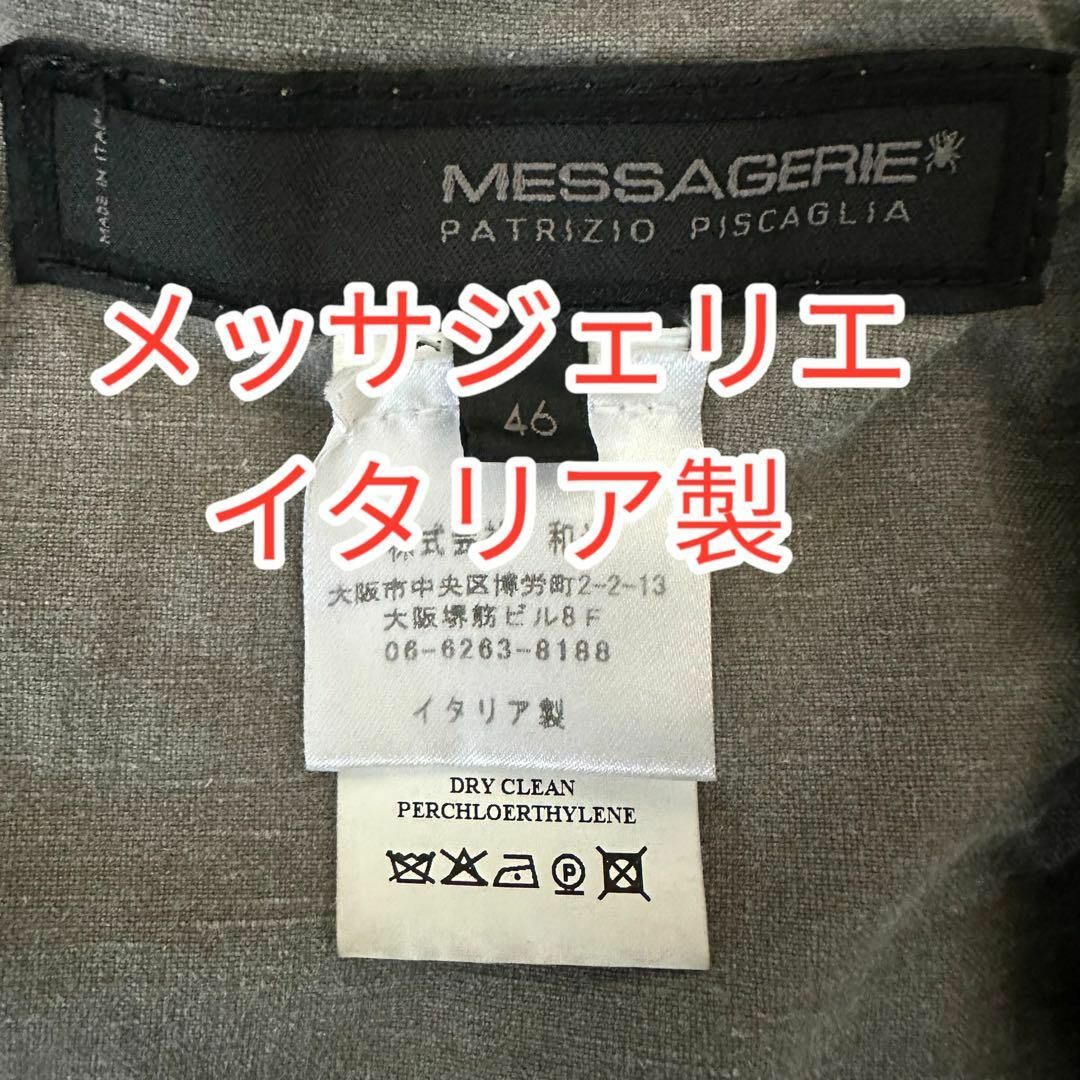 MADE IN ITALY
MESSAGERIE
PATRIZIO PISCAGLIA
メッサジェリエ
46
イタリア製
株式会社
大阪市中央区博労町2-2-13
大阪堺筋ビル8F
06-6263-8188
イタリア製
DRY CLEAN
PERCHLOERTHYLENE
P